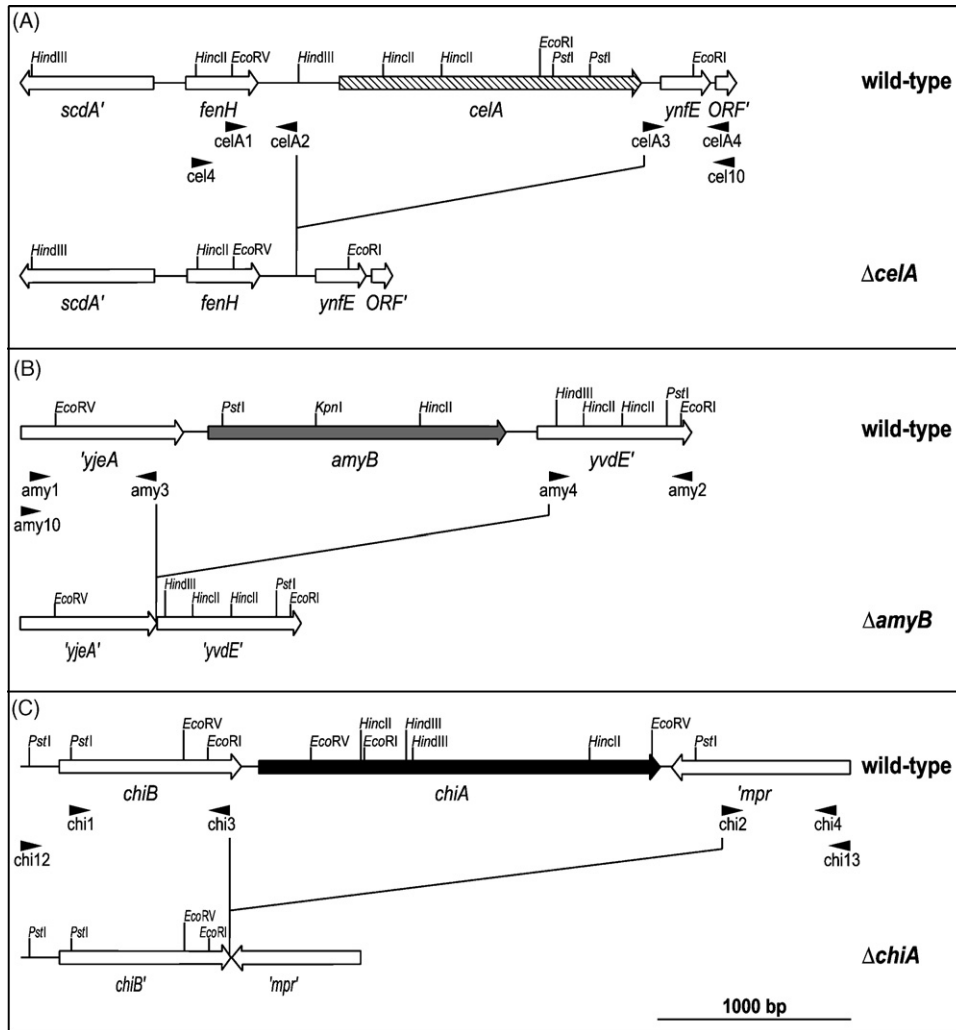 (A)
HindIII HincII EcoRV HindIII HincII HincII EcoRI PstI PstI EcoRI
wild-type
scdA' fenH celA ynfE ORF'
celA1 celA2 celA3 celA4
cel4 cel10
HindIII HincII EcoRV EcoRI
ΔcelA
scdA' fenH ynfE ORF'
(B)
EcoRV PstI KpnI HincII HindIII HincII HincII PstI EcoRI
wild-type
'yjeA amyB yvdE'
amy1 amy3 amy4 amy2
amy10
EcoRV HindIII HincII HincII PstI EcoRI
ΔamyB
'yjeA' 'yvdE'
(C)
PstI PstI EcoRV EcoRI EcoRV HincII EcoRI HindIII HindIII HincII EcoRV PstI
wild-type
chiB chiA 'mpr
chi1 chi3 chi2 chi4
chi12 chi13
PstI PstI EcoRV EcoRI
ΔchiA
chiB' 'mpr'
1000 bp